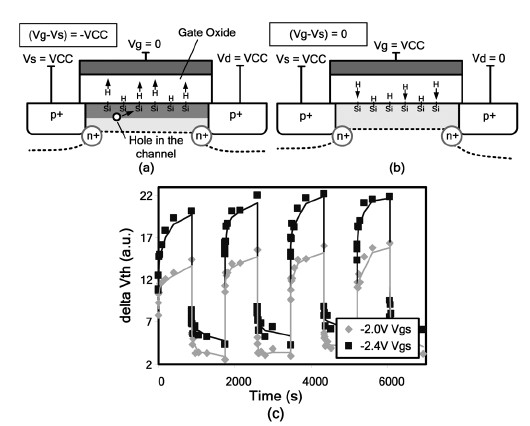 (Vg-Vs) = -VCC
Vg = 0
Gate Oxide
Vs = VCC
Vd = VCC
H H H H H
Si Si Si Si Si Si
p+ p+
n+ n+
Hole in the
channel
(a)
(Vg-Vs) = 0
Vg = VCC
Vs = VCC
Vd = 0
H H H H H H
Si Si Si Si Si Si
p+ p+
n+ n+
(b)
delta Vth (a.u.)
22
17
12
7
2
0 2000 4000 6000
Time (s)
-2.0V Vgs
-2.4V Vgs
(c)